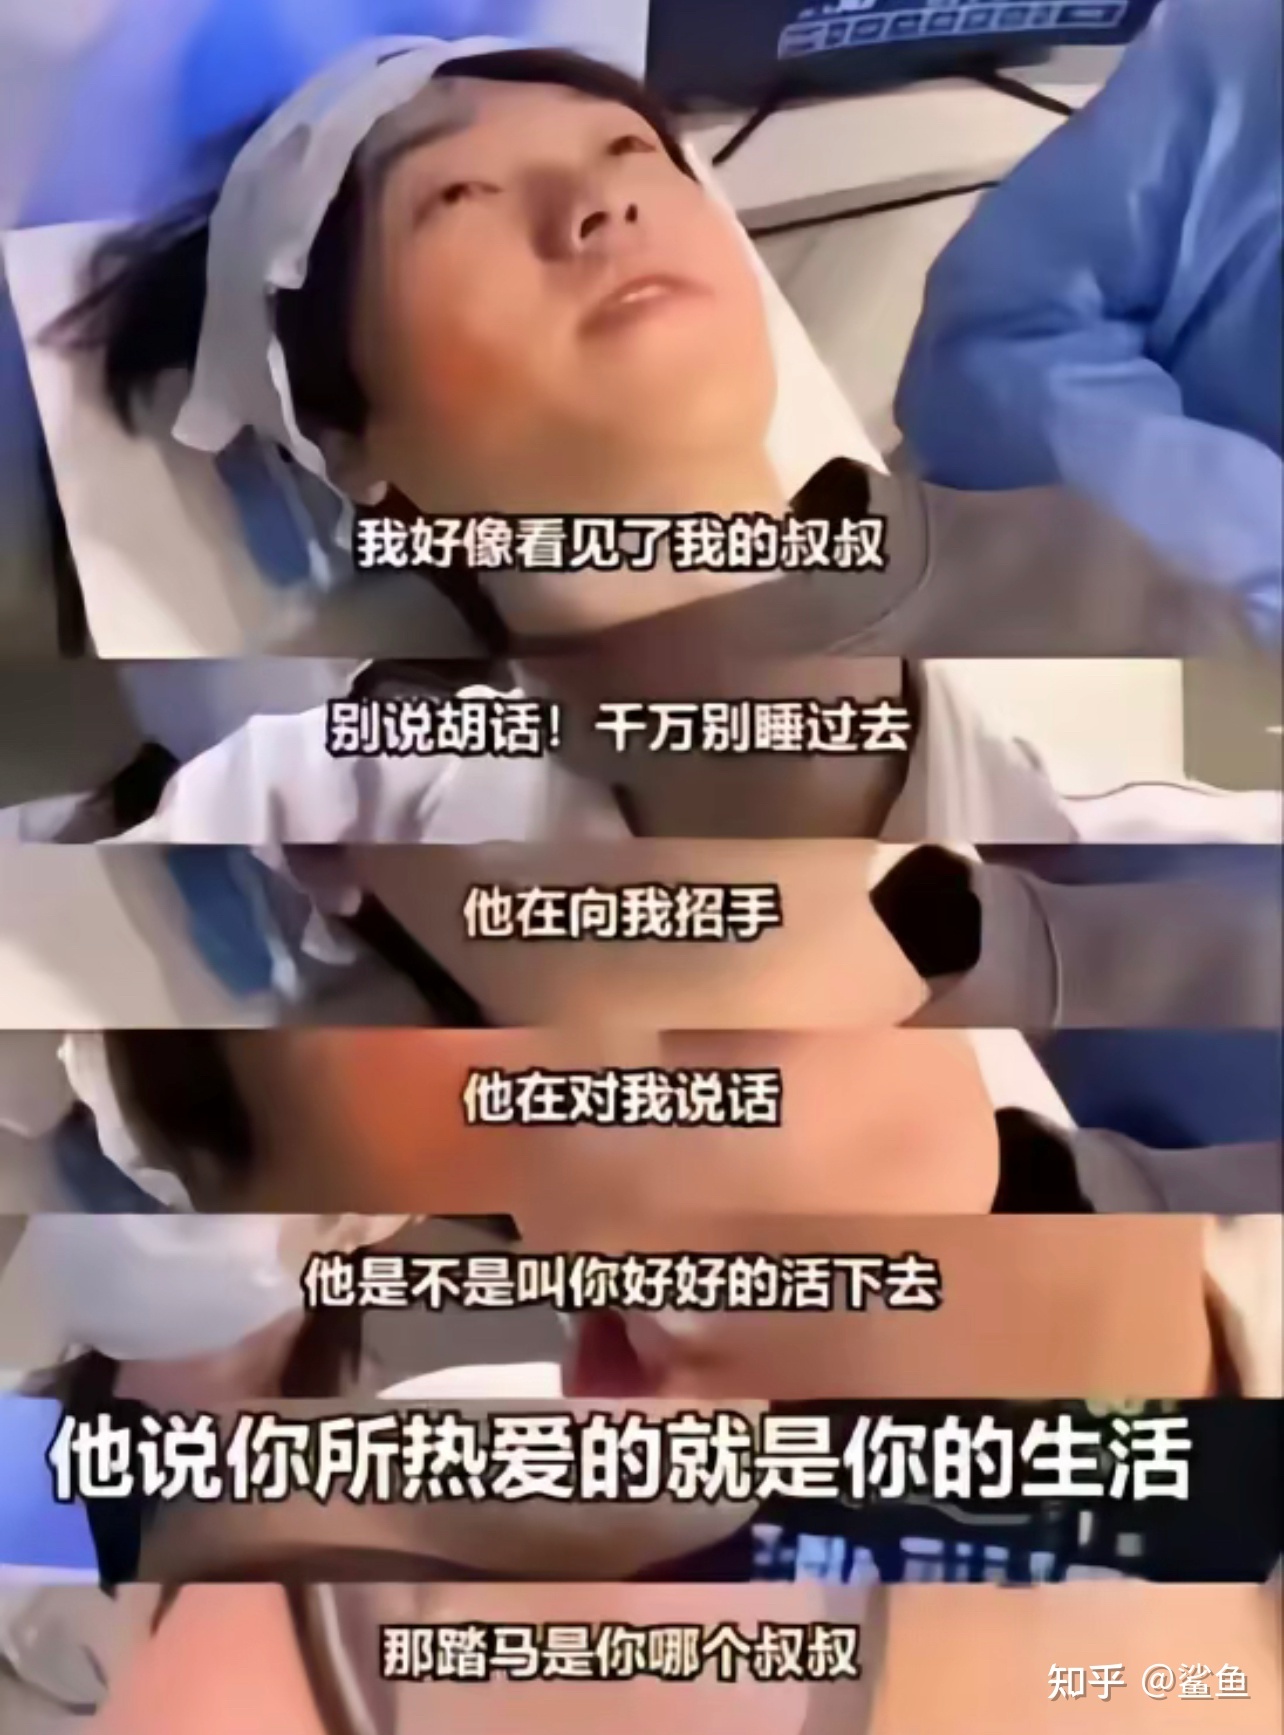 我好像看见了我的叔叔
别说胡话！千万别睡过去
他在向我招手
他在对我说话
他是不是叫你好好的活下去
他说你所热爱的就是你的生活
那踏马是你哪个叔叔
知乎 @鲨鱼